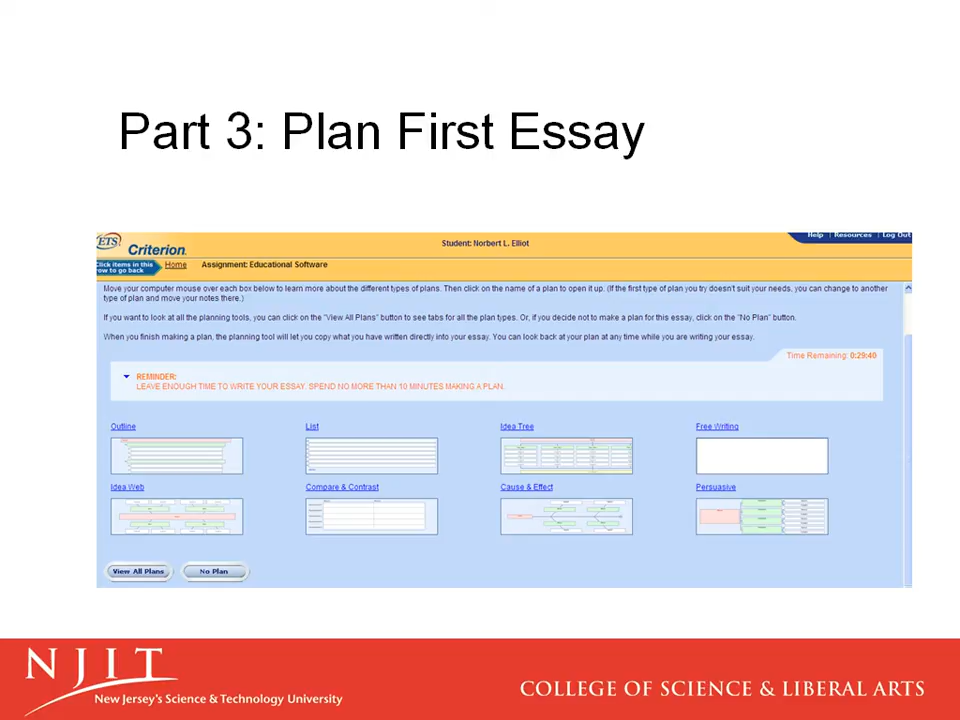 Part 3: Plan First Essay
ETS Criterion.
Student: Norbert L. Elliot
Help | Resources | Log Out
Click items in this
row to go back
Home
Assignment: Educational Software
Move your computer mouse over each box below to learn more about the different types of plans. Then click on the name of a plan to open it up. (If the first type of plan you try doesn't suit your needs, you can change to another
type of plan and move your notes there.)
If you want to look at all the planning tools, you can click on the "View All Plans" button to see tabs for all the plan types. Or, if you decide not to make a plan for this essay, click on the "No Plan" button.
When you finish making a plan, the planning tool will let you copy what you have written directly into your essay. You can look back at your plan at any time while you are writing your essay.
Time Remaining: 0:29:40
REMINDER:
LEAVE ENOUGH TIME TO WRITE YOUR ESSAY. SPEND NO MORE THAN 10 MINUTES MAKING A PLAN.
Outline
List
Idea Tree
Free Writing
Idea Web
Compare & Contrast
Cause & Effect
Persuasive
View All Plans
No Plan
NJIT
New Jersey's Science & Technology University
COLLEGE OF SCIENCE & LIBERAL ARTS